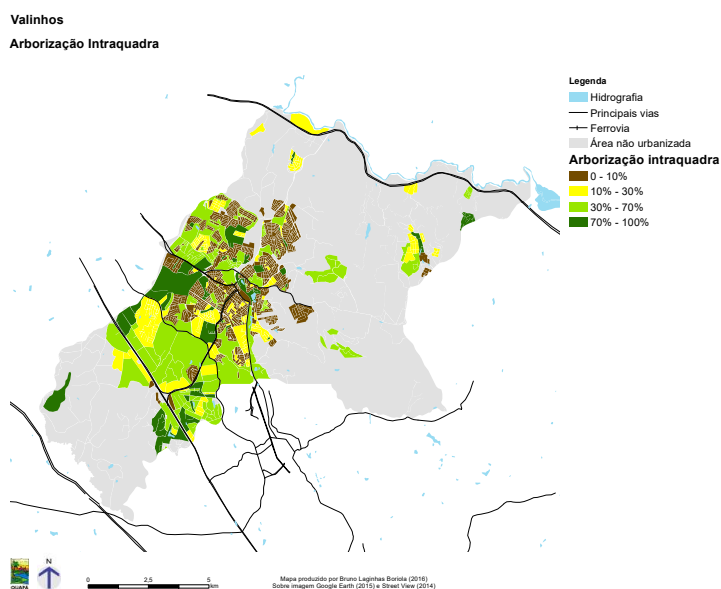 Valinhos
Arborização Intraquadra
Legenda
Hidrografia
Principais vias
Ferrovia
Área não urbanizada
Arborização intraquadra
0 - 10%
10% - 30%
30% - 70%
70% - 100%
QUAPÁ
N
0 2,5 5
km
Mapa produzido por Bruno Laginhas Boriola (2016)
Sobre imagem Google Earth (2015) e Street View (2014)